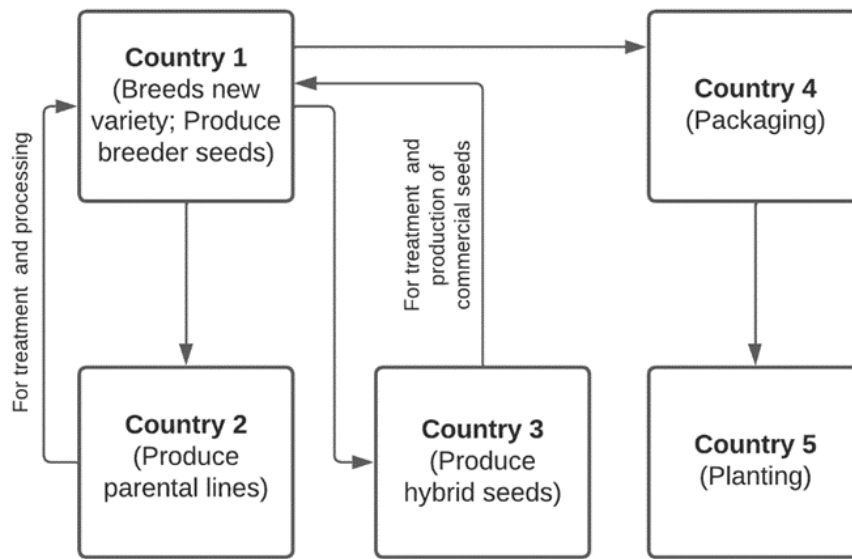 Country 1
(Breeds new
variety; Produce
breeder seeds)
Country 4
(Packaging)
For treatment  and processing
For treatment  and
production of
commercial seeds
Country 2
(Produce
parental lines)
Country 3
(Produce
hybrid seeds)
Country 5
(Planting)